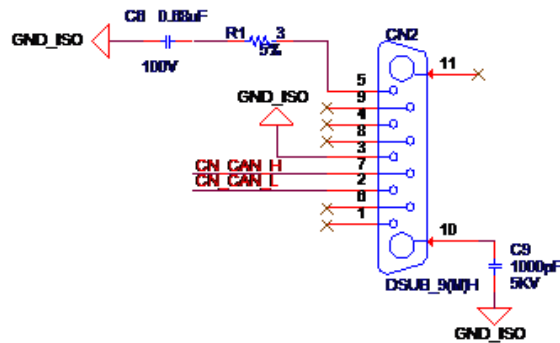 C8 0.68uF
GND_ISO
100V
R1 3
5%
CN2
11
5
9
4
8
3
7
2
6
1
GND_ISO
CN_CAN_H
CN_CAN_L
10
C9
1000pF
5KV
DSUB_9(M)H
GND_ISO